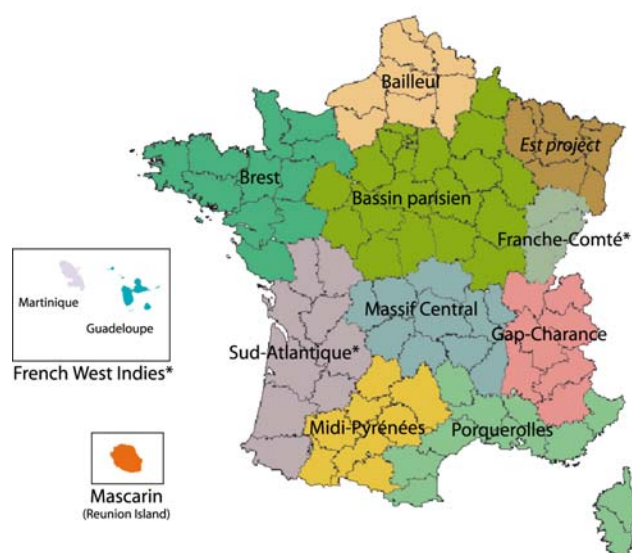 Bailleul
Est project
Brest
Bassin parisien
Franche-Comté*
Martinique
Guadeloupe
Massif Central
Gap-Charance
French West Indies*
Sud-Atlantique*
Midi-Pyrénées
Porquerolles
Mascarin
(Reunion Island)